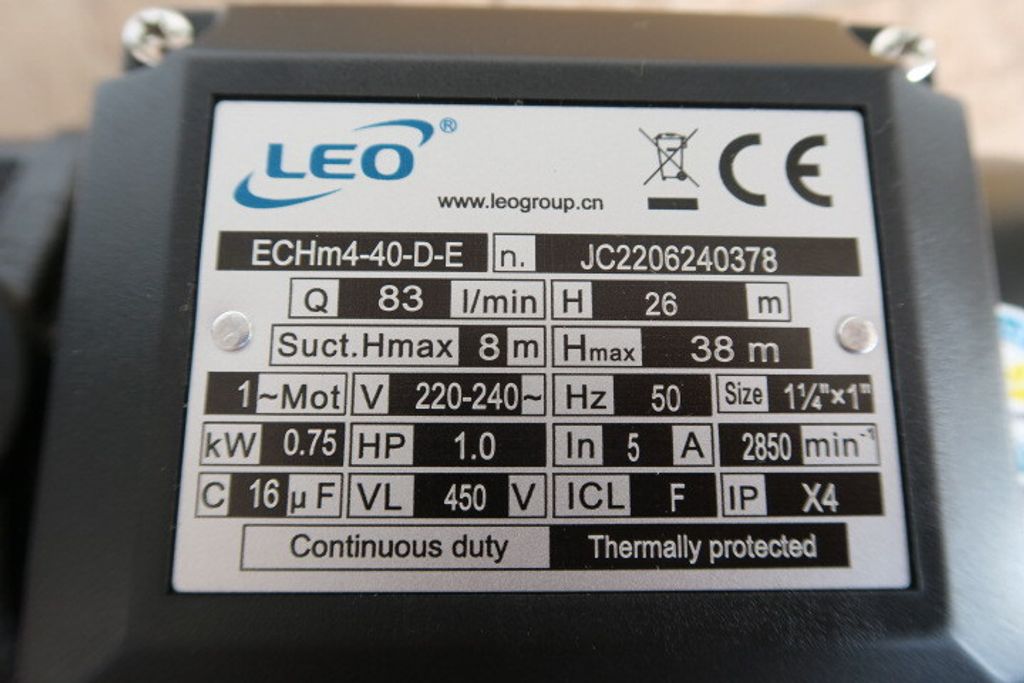 LEO®
www.leogroup.cn
CE
ECHm4-40-D-E n. JC2206240378
Q 83 l/min H 26 m
Suct.Hmax 8 m Hmax 38 m
1 ~Mot V 220-240~ Hz 50 Size 1¼"×1"
kW 0.75 HP 1.0 In 5 A 2850 min⁻¹
C 16 µF VL 450 V ICL F IP X4
Continuous duty Thermally protected